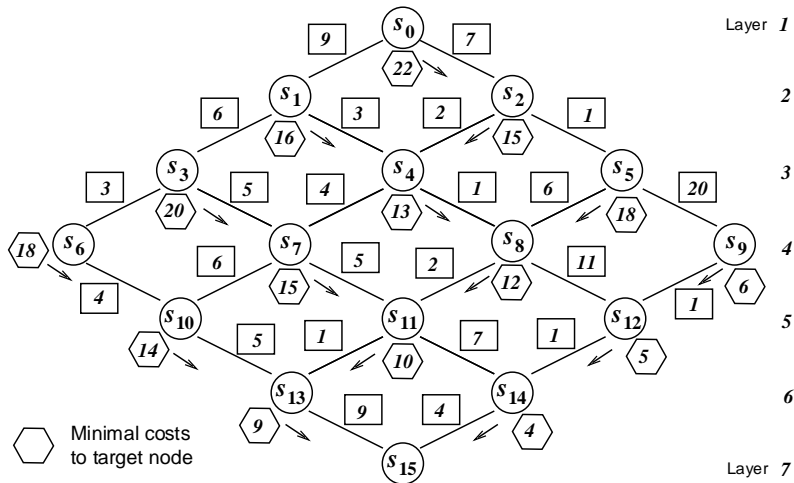 s0 Layer 1
9 7
22
s1 s2 2
6 3 2 1
16 15
s3 s4 s5 3
3 5 4 1 6 20
20 13 18
s6 s7 s8 s9 4
18 6 5 2 11 6
4 15 12 1
s10 s11 s12 5
14 5 1 10 7 1 5
s13 s14 6
9 9 4 4
Minimal costs
to target node
s15 Layer 7